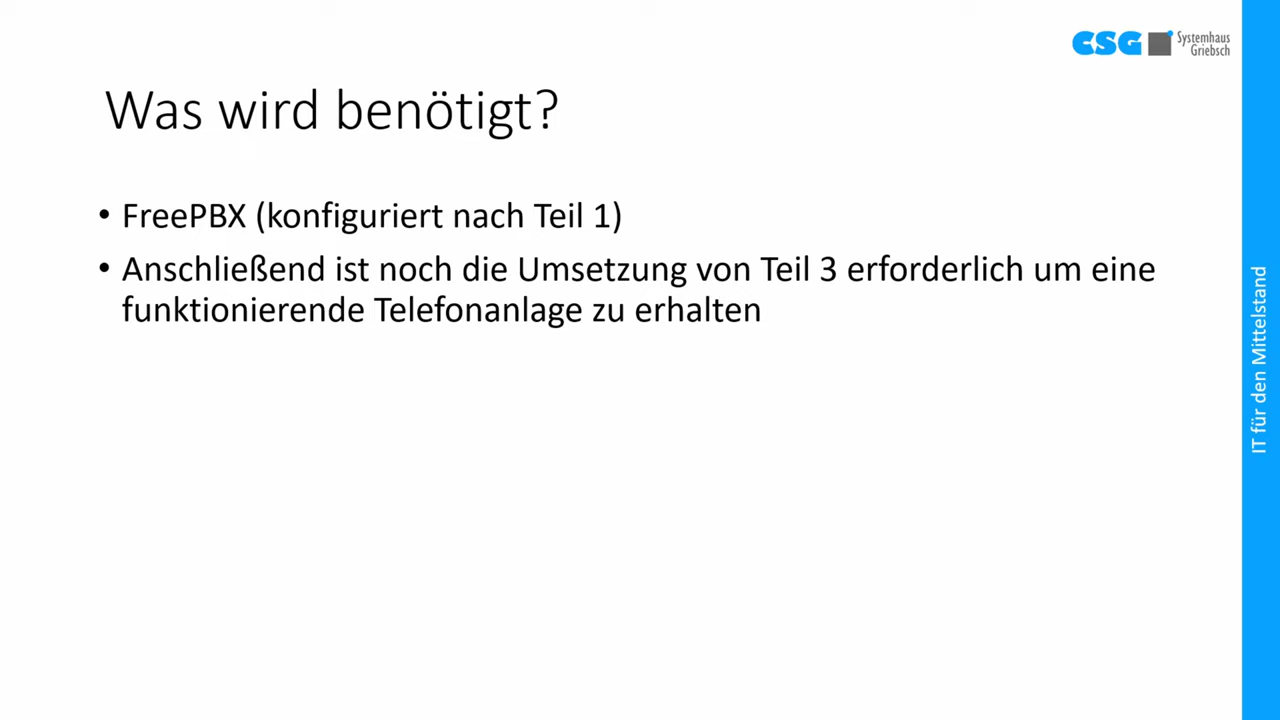 CSG Systemhaus
Griebsch
Was wird benötigt?
• FreePBX (konfiguriert nach Teil 1)
• Anschließend ist noch die Umsetzung von Teil 3 erforderlich um eine
funktionierende Telefonanlage zu erhalten
IT für den Mittelstand